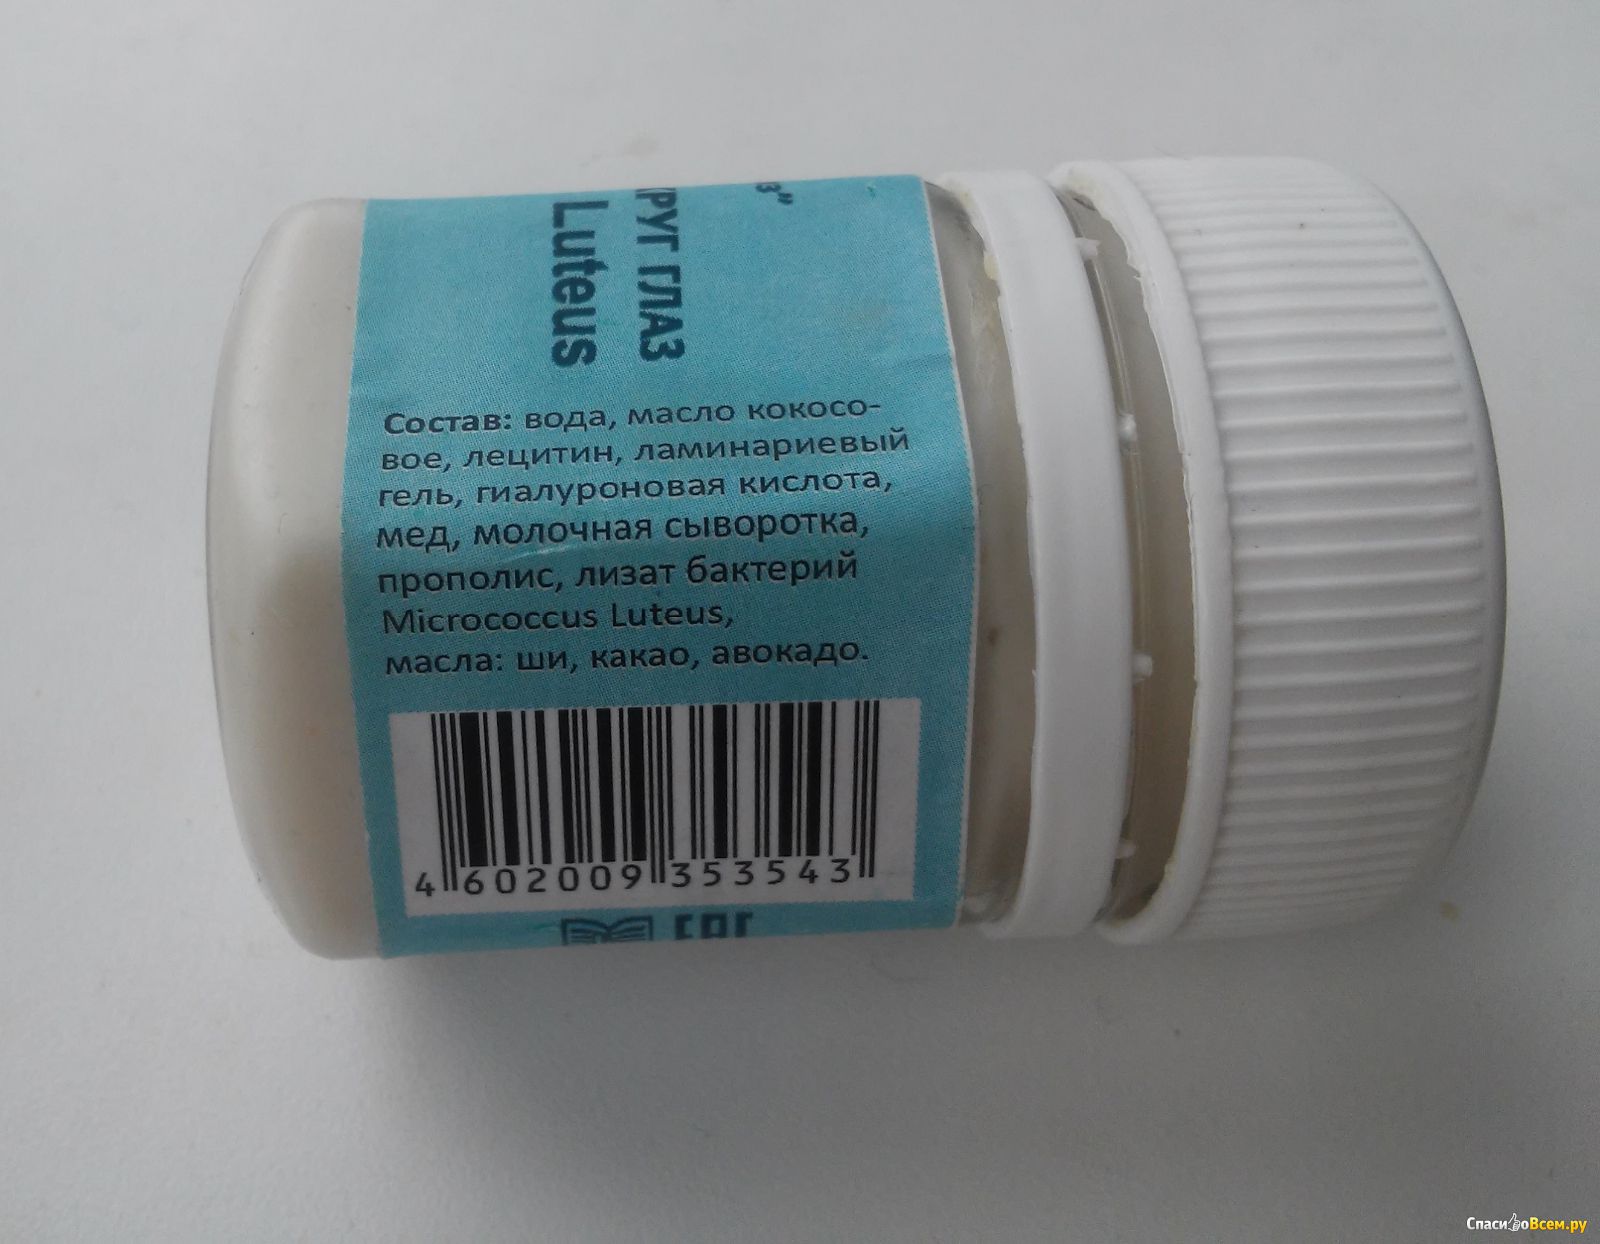 Luteus
ГЛАЗ
Состав: вода, масло кокосо-
вое, лецитин, ламинариевый
гель, гиалуроновая кислота,
мед, молочная сыворотка,
прополис, лизат бактерий
Micrococcus Luteus,
масла: ши, какао, авокадо.
4 602009 353543
EAC
СпасибоВсем.ру